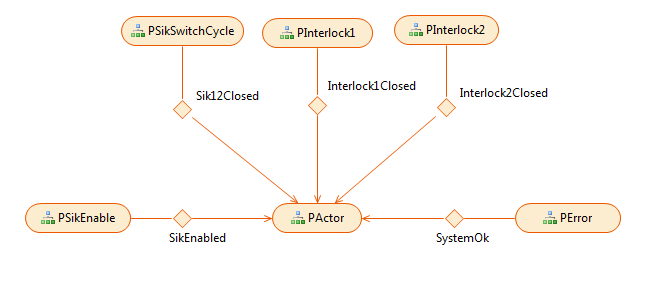 PSikSwitchCycle
PInterlock1
PInterlock2
Sik12Closed
Interlock1Closed
Interlock2Closed
PSikEnable
PActor
PError
SikEnabled
SystemOk